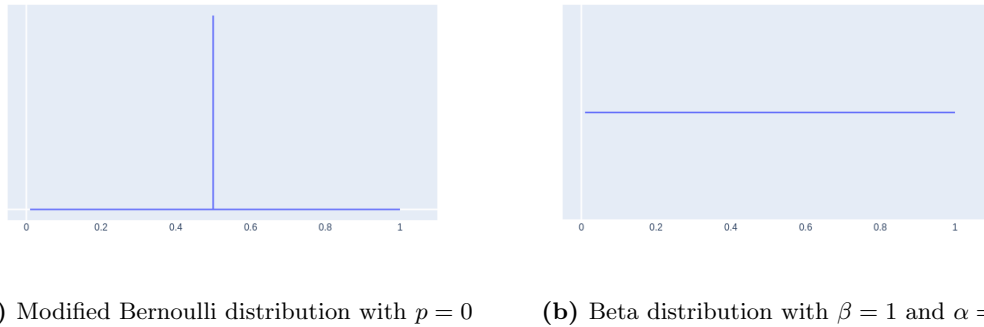 0 0.2 0.4 0.6 0.8 1
0 0.2 0.4 0.6 0.8 1
) Modified Bernoulli distribution with p = 0
(b) Beta distribution with β = 1 and α =